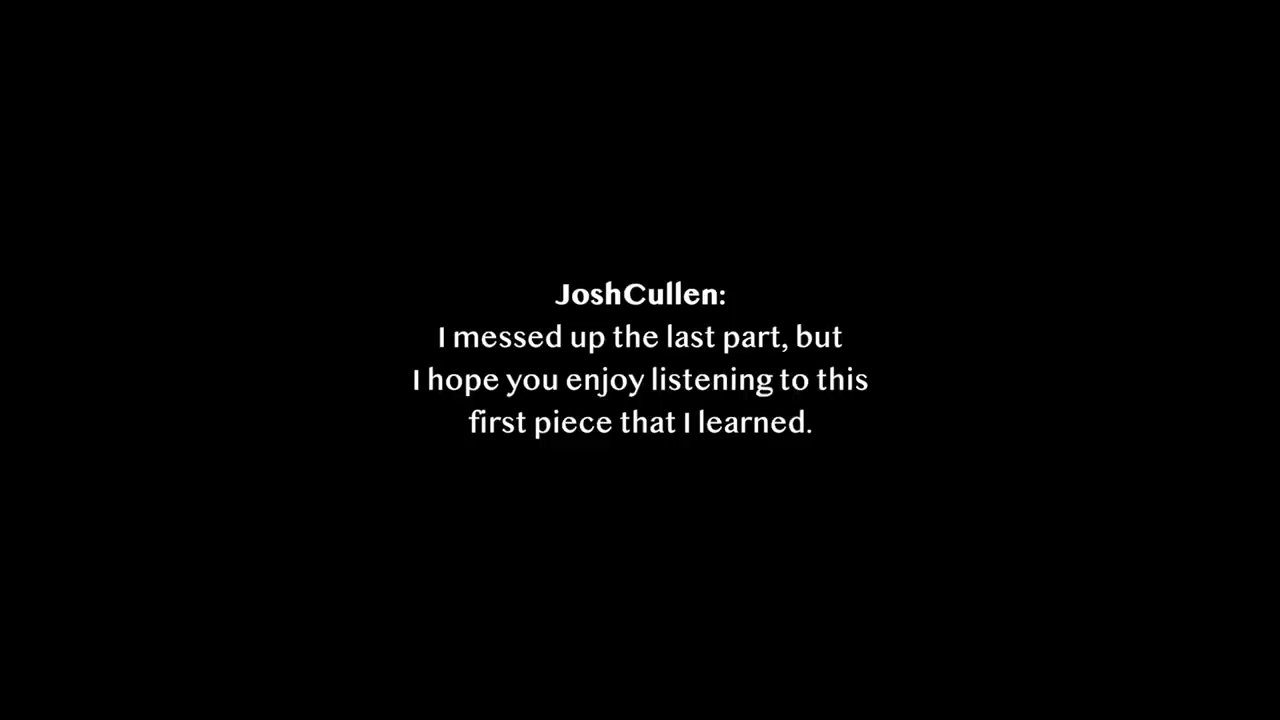 JoshCullen:
I messed up the last part, but
I hope you enjoy listening to this
first piece that I learned.